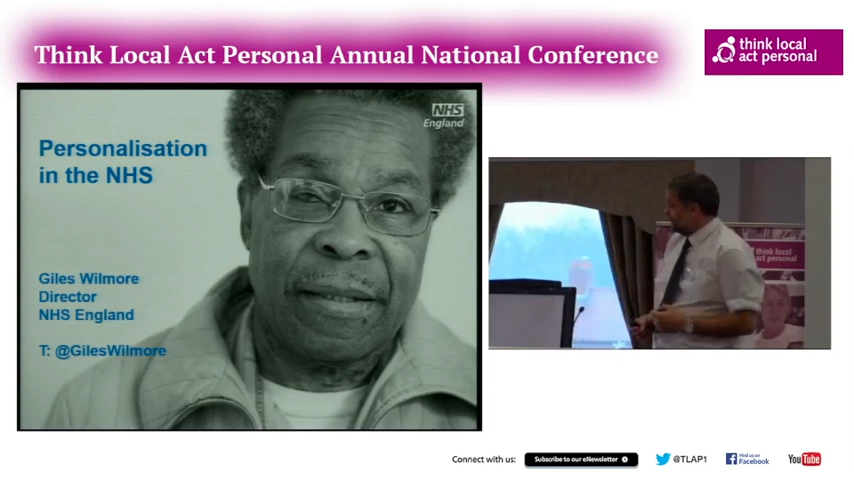 Think Local Act Personal Annual National Conference
think local
act personal
NHS
England
Personalisation
in the NHS
Giles Wilmore
Director
NHS England
T: @GilesWilmore
think local
act personal
Connect with us:
Subscribe to our eNewsletter
@TLAP1
Find us on
Facebook
YouTube